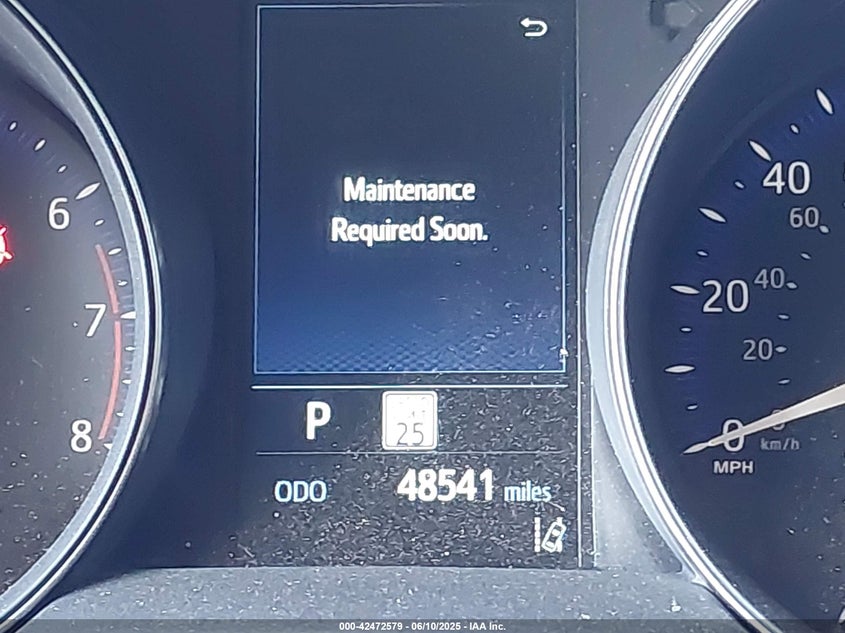 Maintenance
Required Soon.
6
7
8
40
60
20
40
20
0
km/h
MPH
P
25
ODO 48541 miles
000-42472579 - 06/10/2025 - IAA Inc.